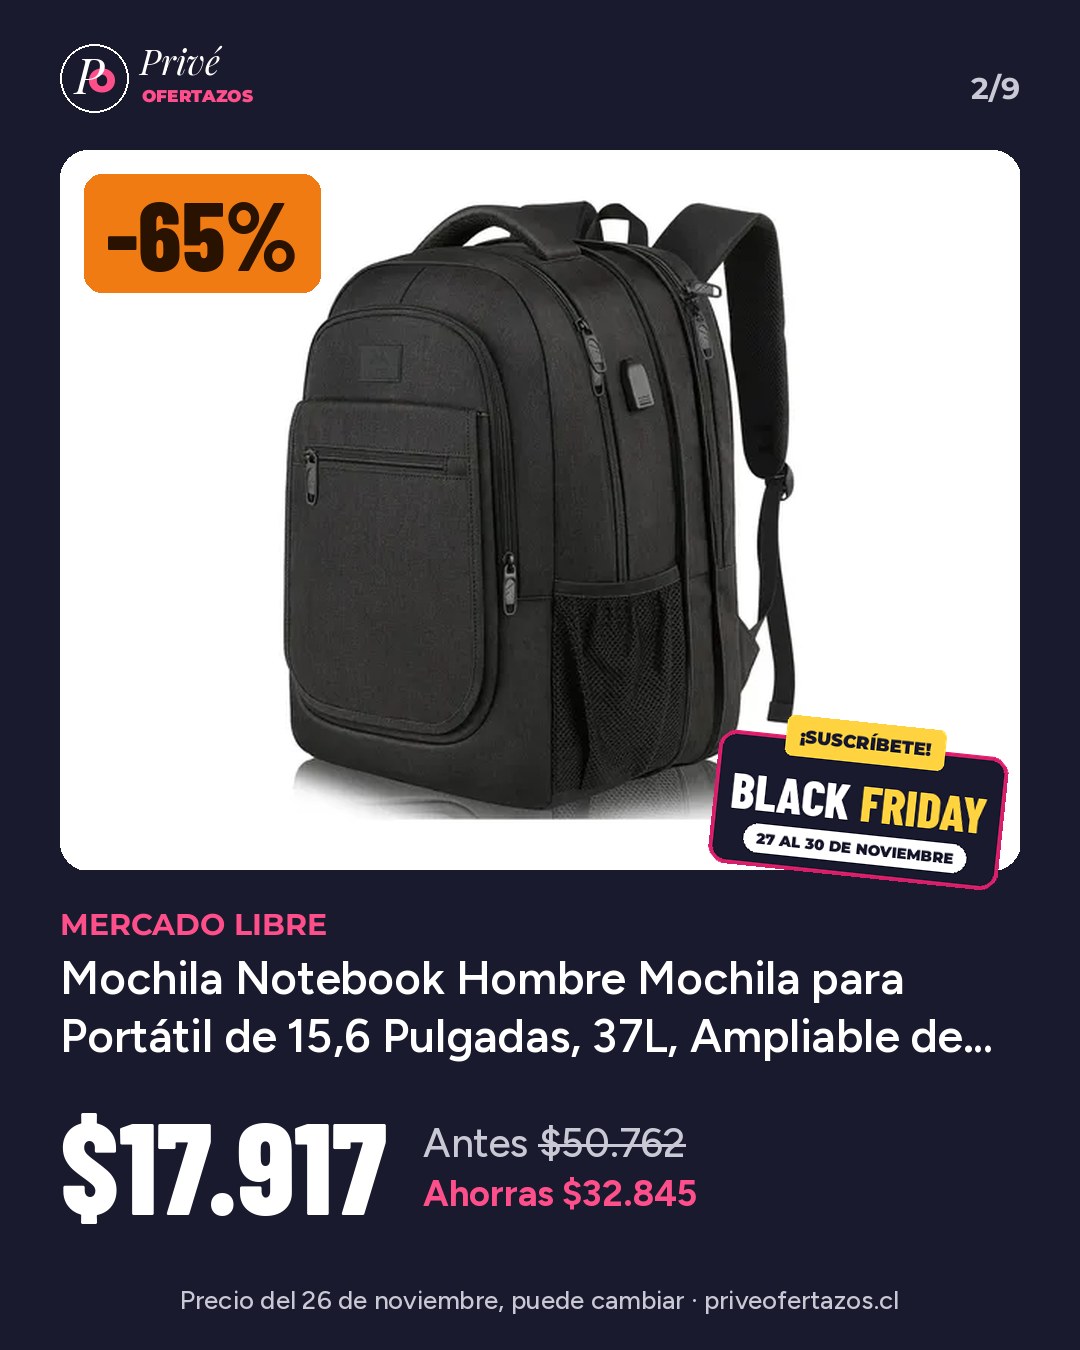 Privé
OFERTAZOS
2/9
-65%
¡SUSCRÍBETE!
BLACK FRIDAY
27 AL 30 DE NOVIEMBRE
MERCADO LIBRE
Mochila Notebook Hombre Mochila para
Portátil de 15,6 Pulgadas, 37L, Ampliable de...
$17.917
Antes $50.762
Ahorras $32.845
Precio del 26 de noviembre, puede cambiar · priveofertazos.cl